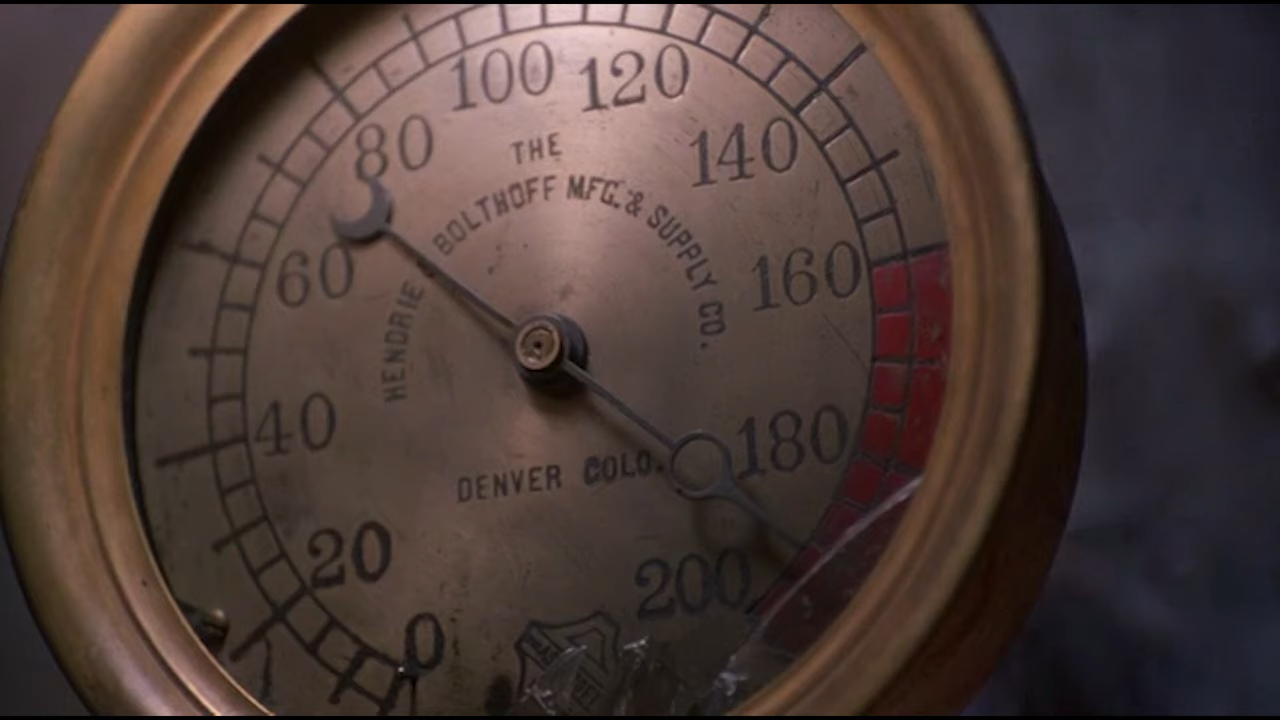 100 120
80 140
THE
HENDRIE & BOLTHOFF MFG. & SUPPLY CO.
60 160
40 180
DENVER COLO.
20 200
0